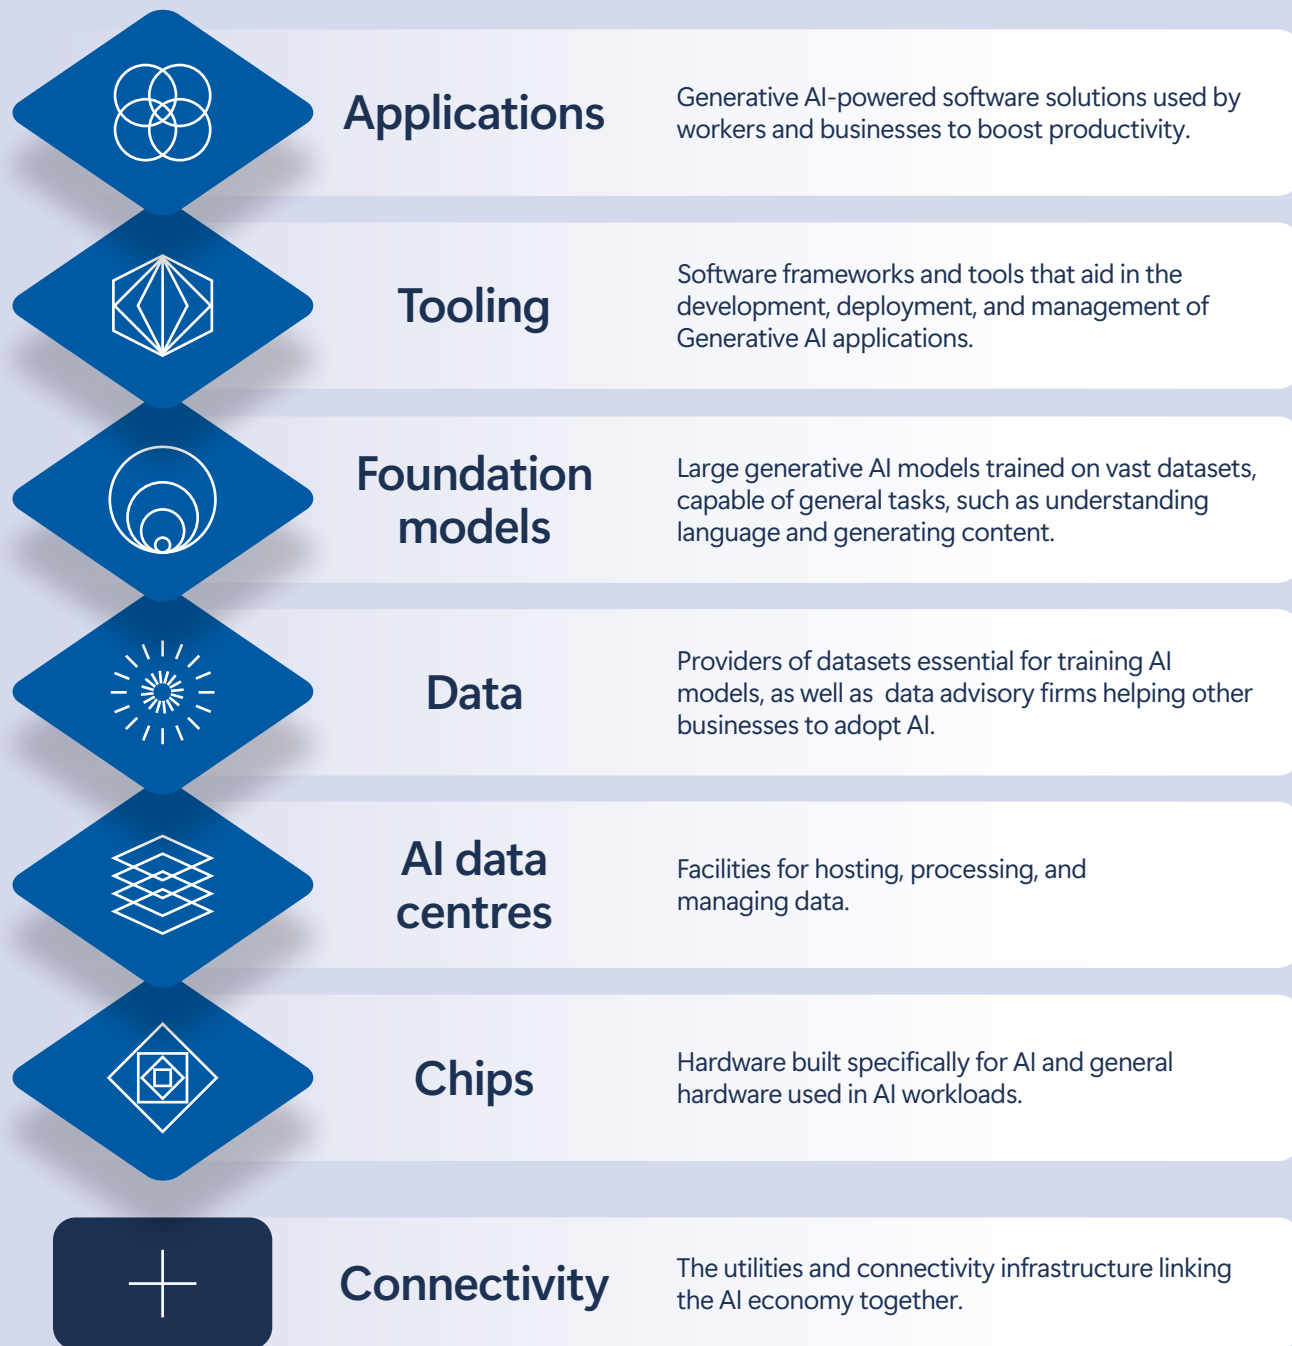 Applications
Generative AI-powered software solutions used by
workers and businesses to boost productivity.
Tooling
Software frameworks and tools that aid in the
development, deployment, and management of
Generative AI applications.
Foundation
models
Large generative AI models trained on vast datasets,
capable of general tasks, such as understanding
language and generating content.
Data
Providers of datasets essential for training AI
models, as well as  data advisory firms helping other
businesses to adopt AI.
AI data
centres
Facilities for hosting, processing, and
managing data.
Chips
Hardware built specifically for AI and general
hardware used in AI workloads.
Connectivity
The utilities and connectivity infrastructure linking
the AI economy together.